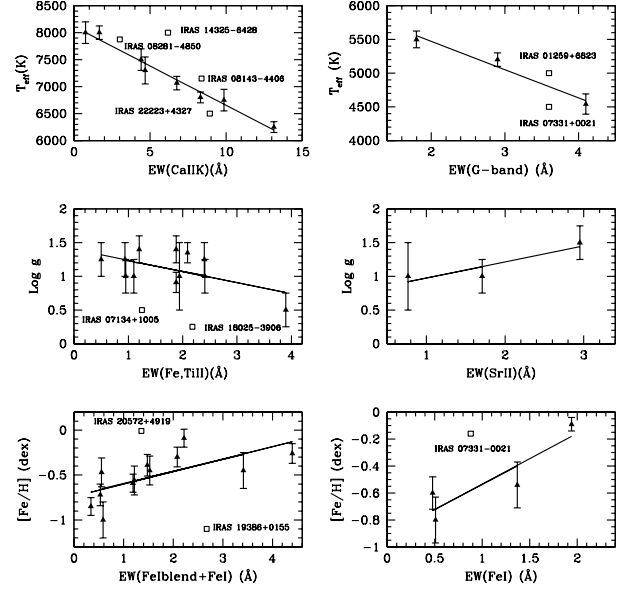 8500
8000
7500
7000
6500
6000
T_eff(K)
IRAS 14325-6428
IRAS 08281-4850
IRAS 08143-4406
IRAS 22223+4327
0 5 10 15
EW(CaIIK)(Å)
6000
5500
5000
4500
4000
T_eff(K)
IRAS 01259+6823
IRAS 07331+0021
2 3 4
EW(G-band) (Å)
2
1.5
1
0.5
0
Log g
IRAS 07134+1005
IRAS 18025-3906
0 1 2 3 4
EW(Fe,TiII)(Å)
2
1.5
1
0.5
0
Log g
1 2 3
EW(SrII)(Å)
0
-0.5
-1
[Fe/H] (dex)
IRAS 20572+4919
IRAS 19386+0155
0 1 2 3 4
EW(FeIblend+FeI) (Å)
0
-0.2
-0.4
-0.6
-0.8
-1
[Fe/H] (dex)
IRAS 07331-0021
0 0.5 1 1.5 2
EW(FeI) (Å)